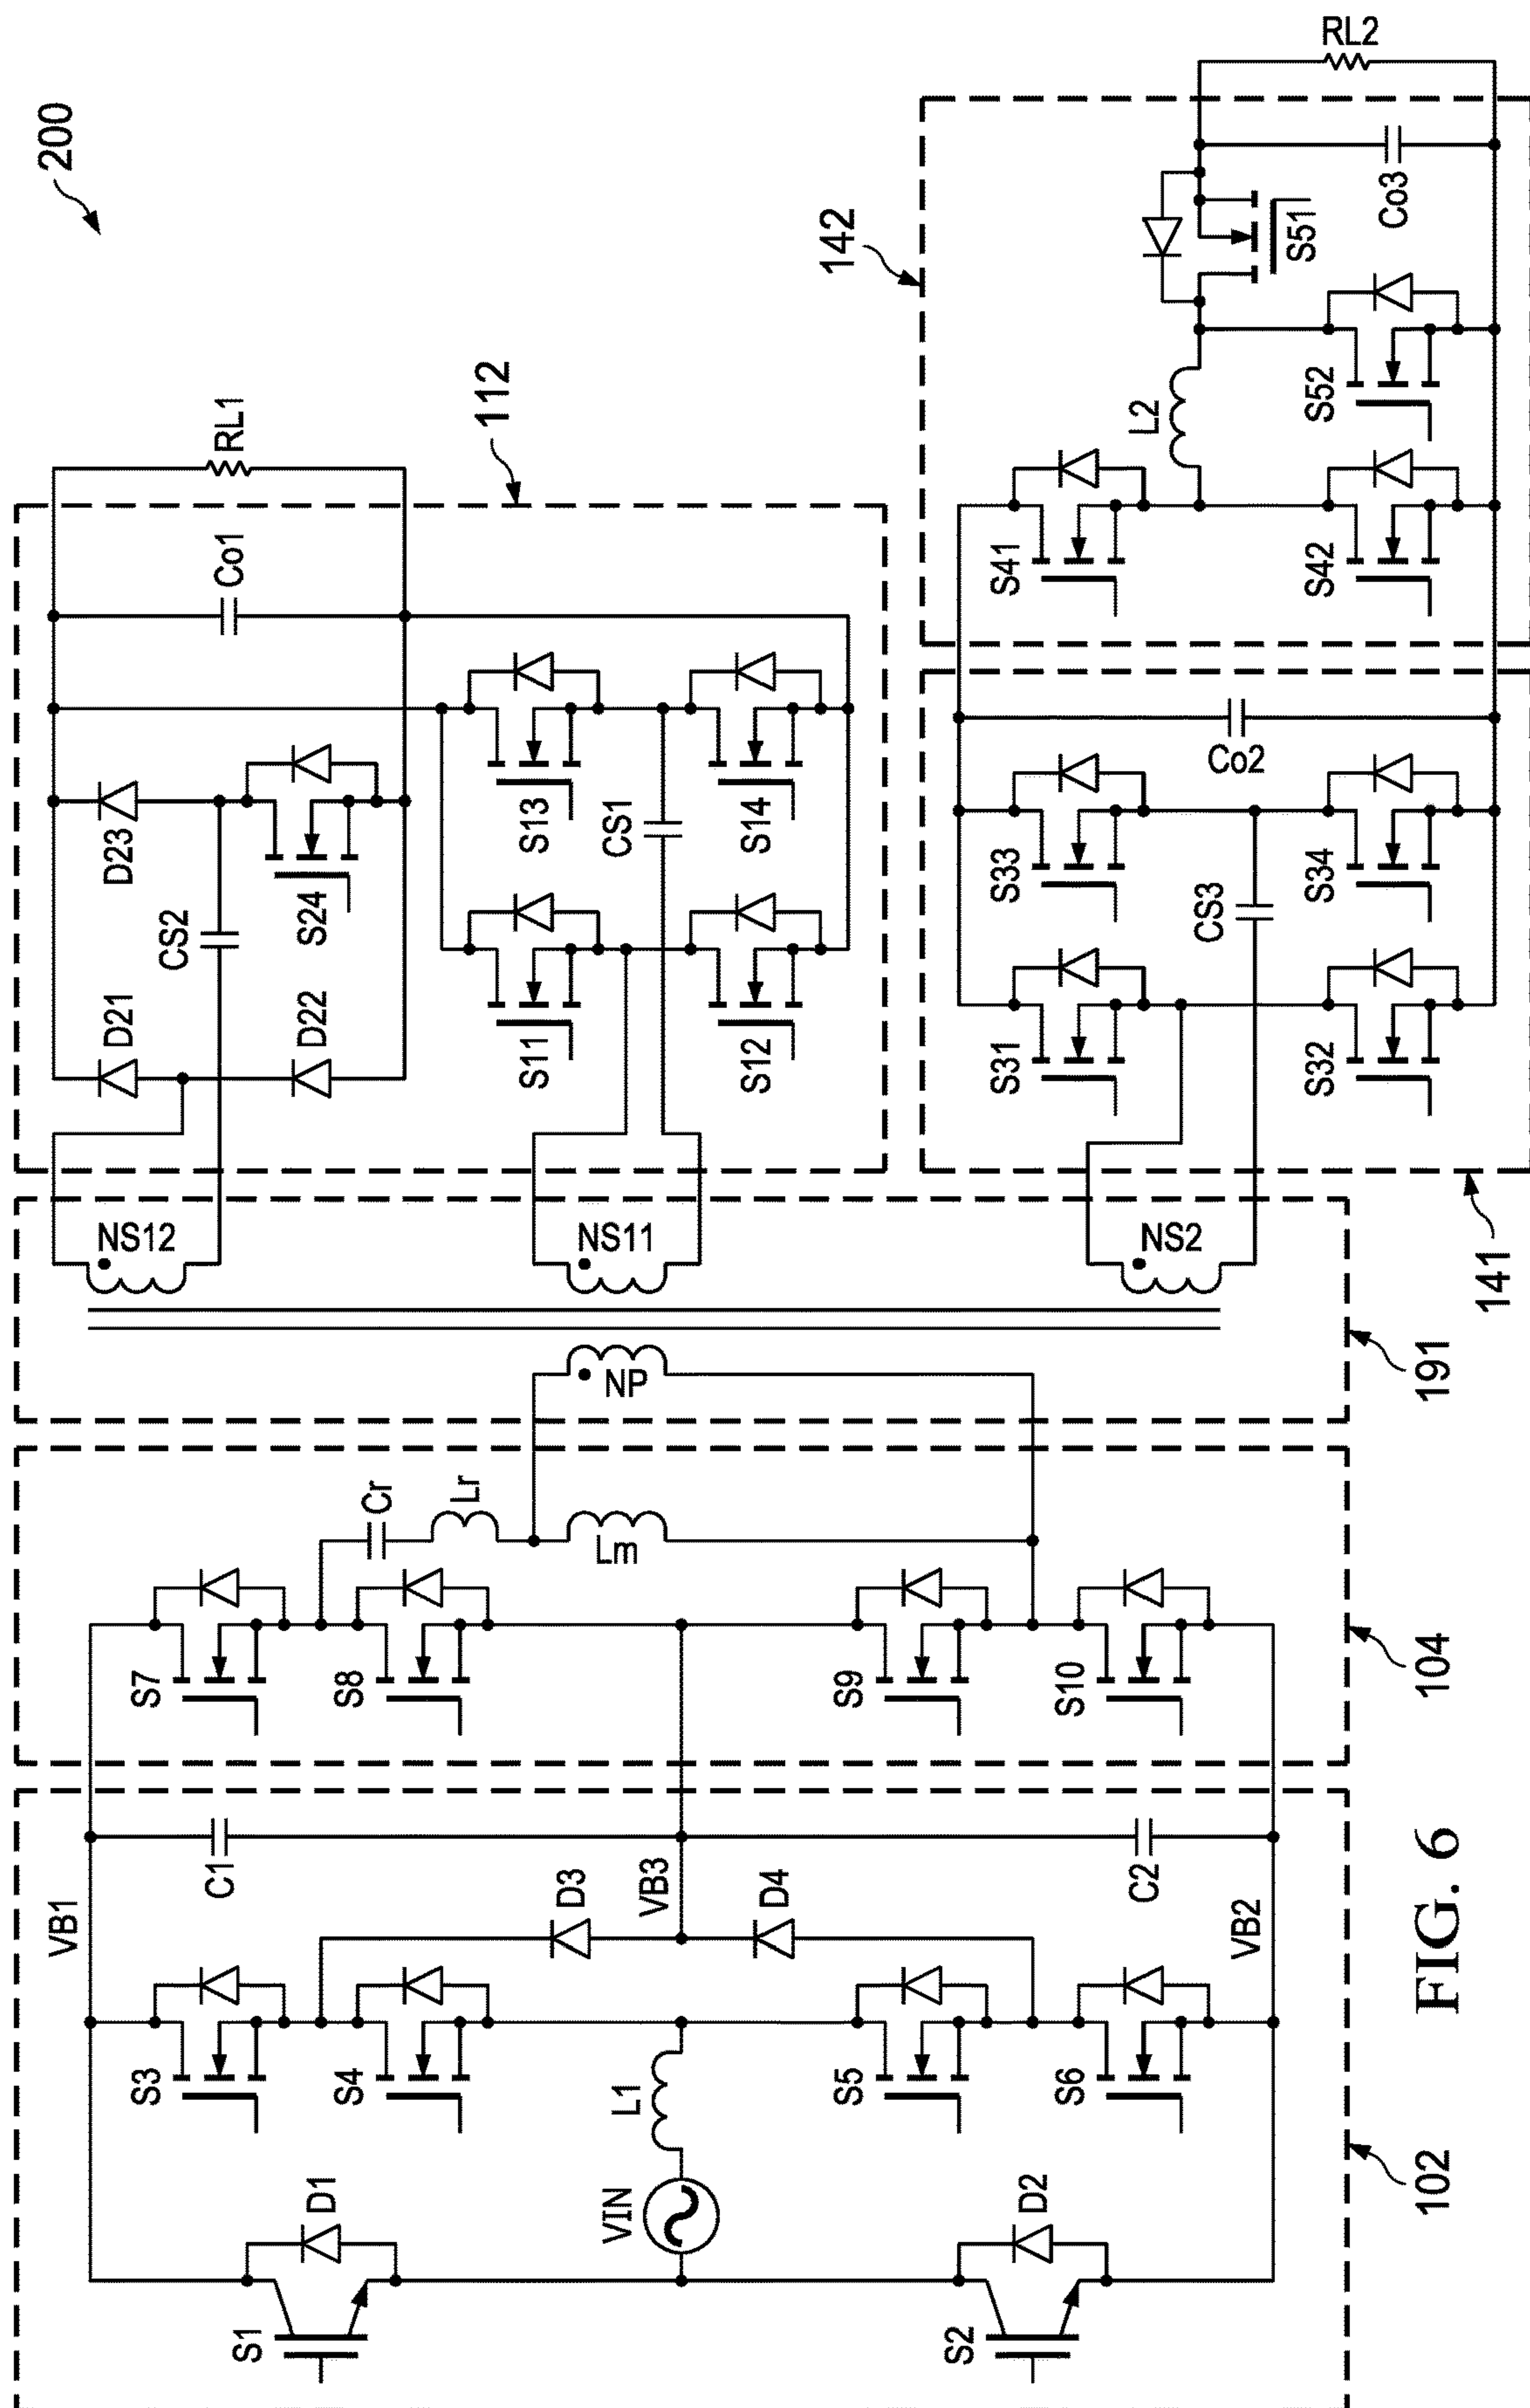 200
RL1
112
Co1
D23
CS2
S24
D21
D22
S13
CS1
S14
S11
S12
RL2
142
Co3
S51
L2
S52
S41
S42
Co2
S33
CS3
S34
S31
S32
141
NS12
NS11
NS2
NP
191
Cr
Lr
Lm
S7
S8
S9
S10
104
VB1
C1
D3
VB3
D4
C2
VB2
S3
S4
L1
S5
S6
D1
VIN
D2
S1
S2
102
FIG. 6